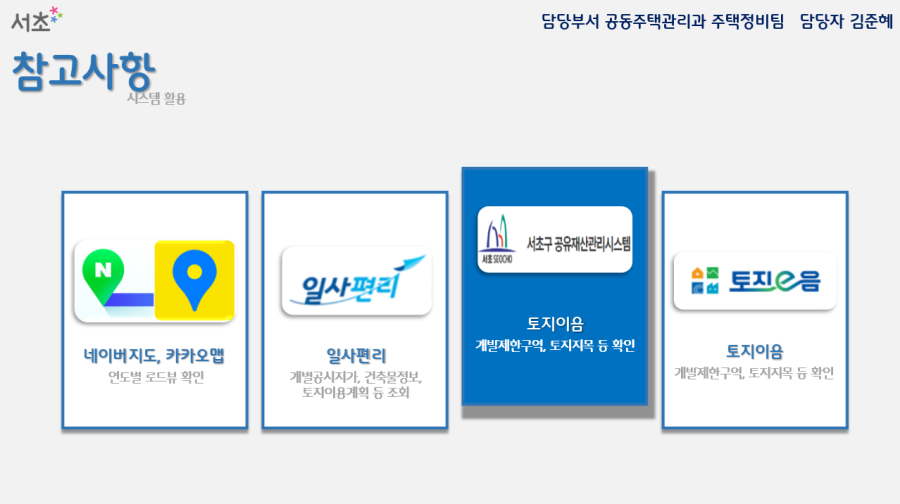 서초
담당부서 공동주택관리과 주택정비팀 담당자 김준혜
참고사항
시스템 활용
N
네이버지도, 카카오맵
연도별 로드뷰 확인
일사편리
일사편리
개별공시지가, 건축물정보,
토지이용계획 등 조회
서초 SEOCHO
서초구 공유재산관리시스템
토지이음
개발제한구역, 토지지목 등 확인
토지e음
토지이음
개발제한구역, 토지지목 등 확인